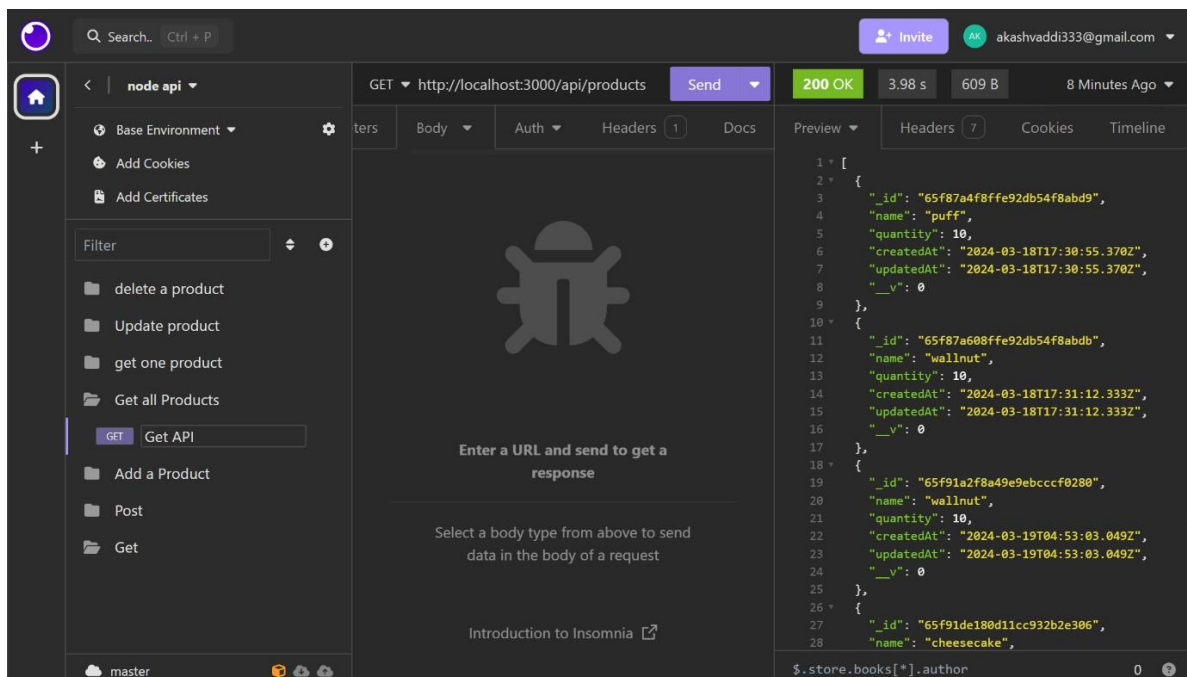 Search.. Ctrl + P
Invite
AK
akashvaddi333@gmail.com
node api
Base Environment
Add Cookies
Add Certificates
Filter
delete a product
Update product
get one product
Get all Products
GET Get API
Add a Product
Post
Get
master
GET http://localhost:3000/api/products Send
ters Body Auth Headers 1 Docs
Enter a URL and send to get a
response
Select a body type from above to send
data in the body of a request
Introduction to Insomnia
200 OK 3.98 s 609 B 8 Minutes Ago
Preview Headers 7 Cookies Timeline
1 [
2 {
3 "_id": "65f87a4f8ffe92db54f8abd9",
4 "name": "puff",
5 "quantity": 10,
6 "createdAt": "2024-03-18T17:30:55.370Z",
7 "updatedAt": "2024-03-18T17:30:55.370Z",
8 "__v": 0
9 },
10 {
11 "_id": "65f87a608ffe92db54f8abdb",
12 "name": "wallnut",
13 "quantity": 10,
14 "createdAt": "2024-03-18T17:31:12.333Z",
15 "updatedAt": "2024-03-18T17:31:12.333Z",
16 "__v": 0
17 },
18 {
19 "_id": "65f91a2f8a49e9ebcccf0280",
20 "name": "wallnut",
21 "quantity": 10,
22 "createdAt": "2024-03-19T04:53:03.049Z",
23 "updatedAt": "2024-03-19T04:53:03.049Z",
24 "__v": 0
25 },
26 {
27 "_id": "65f91de180d11cc932b2e306",
28 "name": "cheesecake",
$.store.books[*].author 0